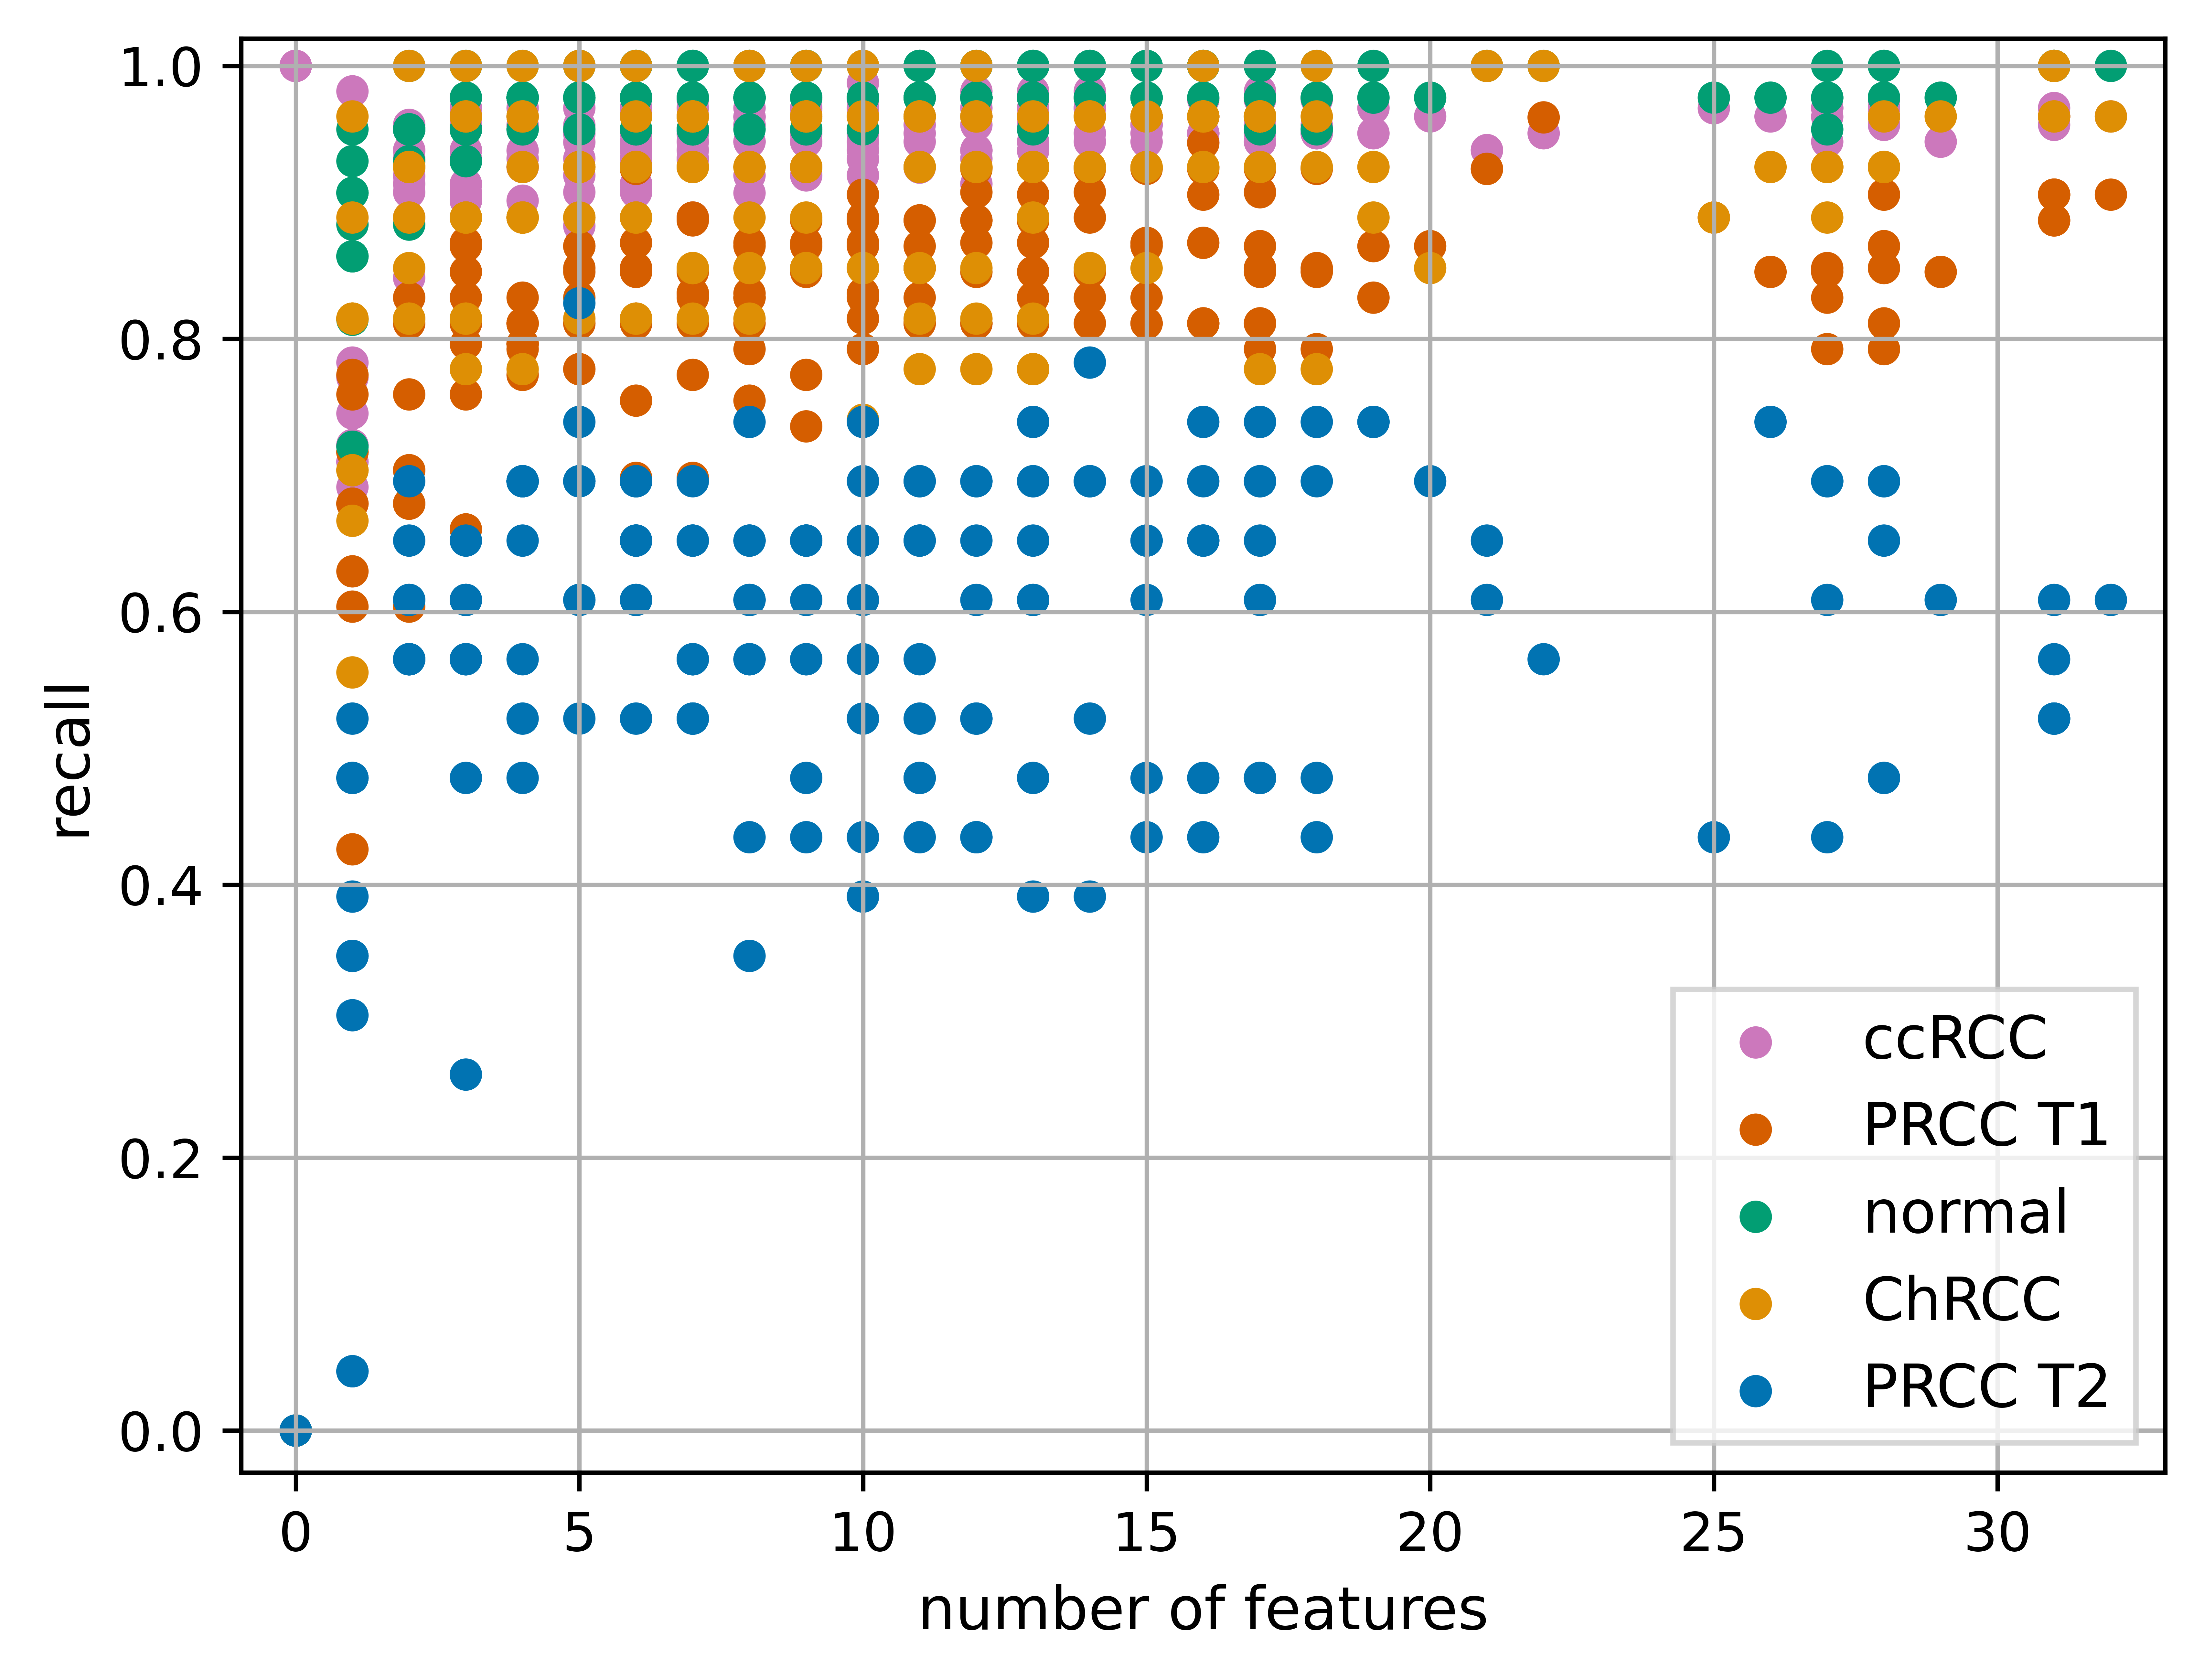 1.0
0.8
0.6
0.4
0.2
0.0
recall
ccRCC
PRCC T1
normal
ChRCC
PRCC T2
0 5 10 15 20 25 30
number of features